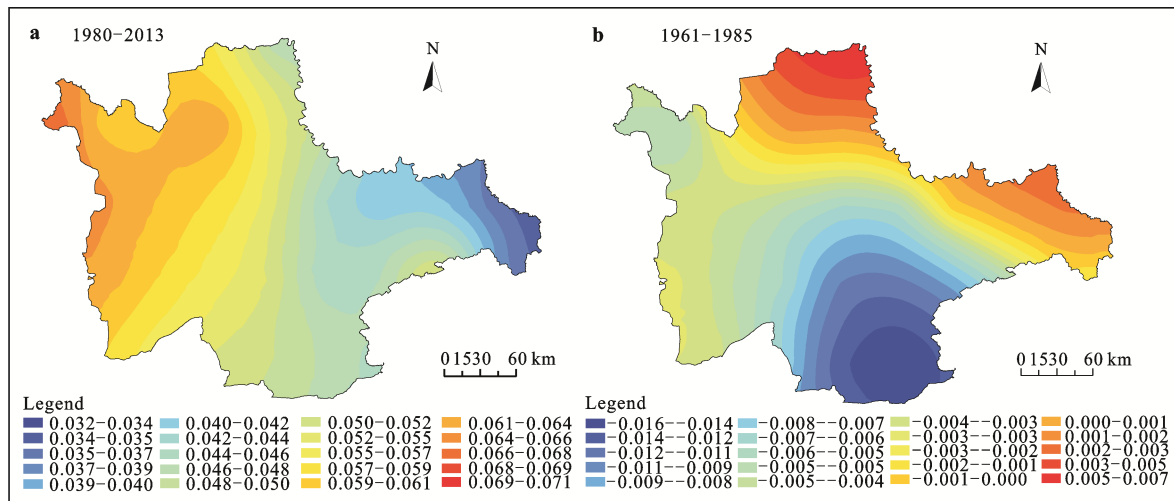 a 1980-2013
N
0 1530 60 km
Legend
0.032-0.034 0.040-0.042 0.050-0.052 0.061-0.064
0.034-0.035 0.042-0.044 0.052-0.055 0.064-0.066
0.035-0.037 0.044-0.046 0.055-0.057 0.066-0.068
0.037-0.039 0.046-0.048 0.057-0.059 0.068-0.069
0.039-0.040 0.048-0.050 0.059-0.061 0.069-0.071
b 1961-1985
N
0 1530 60 km
Legend
-0.016--0.014 -0.008--0.007 -0.004--0.003 0.000-0.001
-0.014--0.012 -0.007--0.006 -0.003--0.003 0.001-0.002
-0.012--0.011 -0.006--0.005 -0.003--0.002 0.002-0.003
-0.011--0.009 -0.005--0.005 -0.002--0.001 0.003-0.005
-0.009--0.008 -0.005--0.004 -0.001-0.000 0.005-0.007